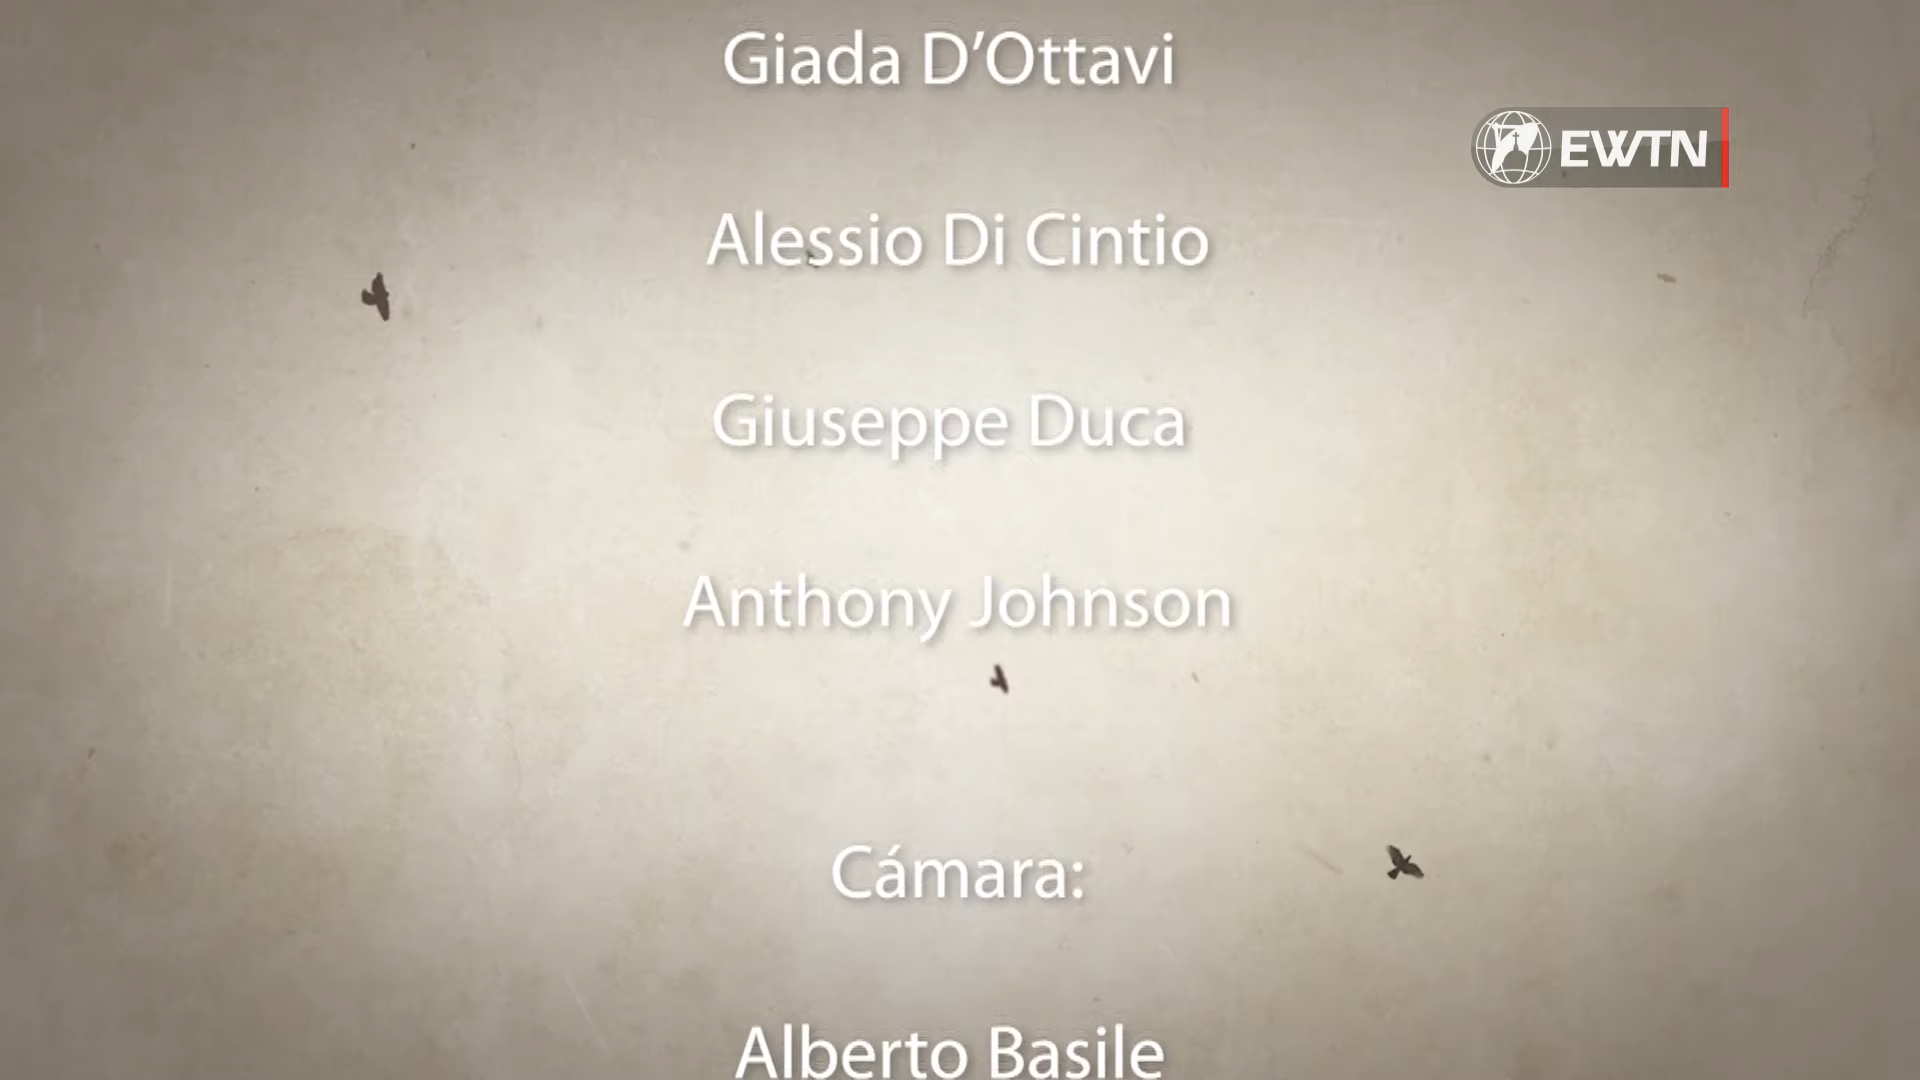 Giada D’Ottavi
EWTN
Alessio Di Cintio
Giuseppe Duca
Anthony Johnson
Cámara:
Alberto Basile